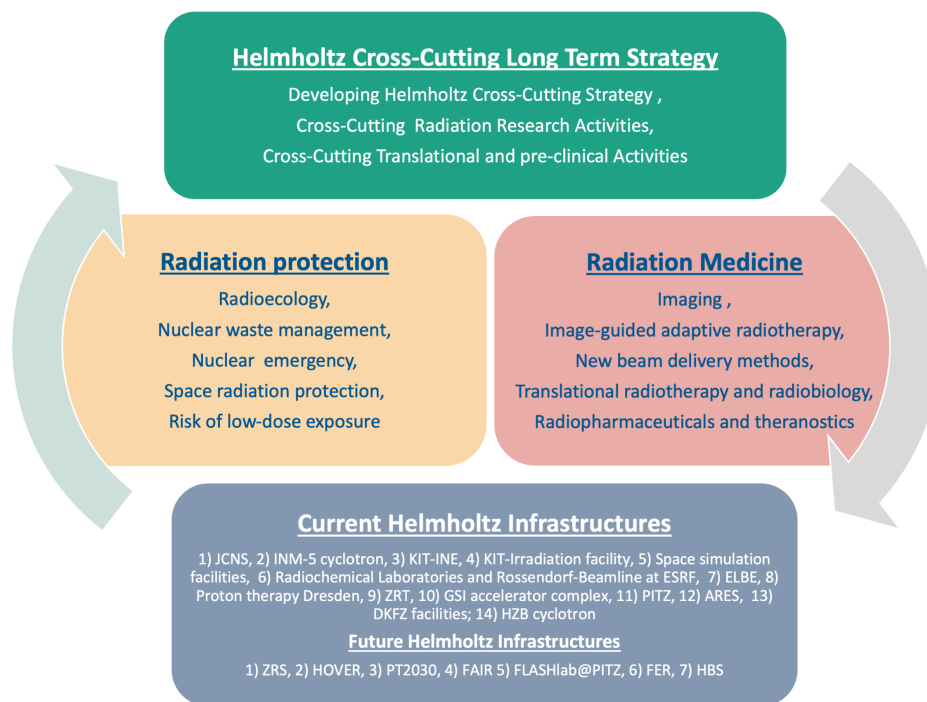 Helmholtz Cross-Cutting Long Term Strategy
Developing Helmholtz Cross-Cutting Strategy ,
Cross-Cutting Radiation Research Activities,
Cross-Cutting Translational and pre-clinical Activities
Radiation protection
Radioecology,
Nuclear waste management,
Nuclear emergency,
Space radiation protection,
Risk of low-dose exposure
Radiation Medicine
Imaging ,
Image-guided adaptive radiotherapy,
New beam delivery methods,
Translational radiotherapy and radiobiology,
Radiopharmaceuticals and theranostics
Current Helmholtz Infrastructures
1) JCNS, 2) INM-5 cyclotron, 3) KIT-INE, 4) KIT-Irradiation facility, 5) Space simulation
facilities, 6) Radiochemical Laboratories and Rossendorf-Beamline at ESRF, 7) ELBE, 8)
Proton therapy Dresden, 9) ZRT, 10) GSI accelerator complex, 11) PITZ, 12) ARES, 13)
DKFZ facilities; 14) HZB cyclotron
Future Helmholtz Infrastructures
1) ZRS, 2) HOVER, 3) PT2030, 4) FAIR 5) FLASHlab@PITZ, 6) FER, 7) HBS